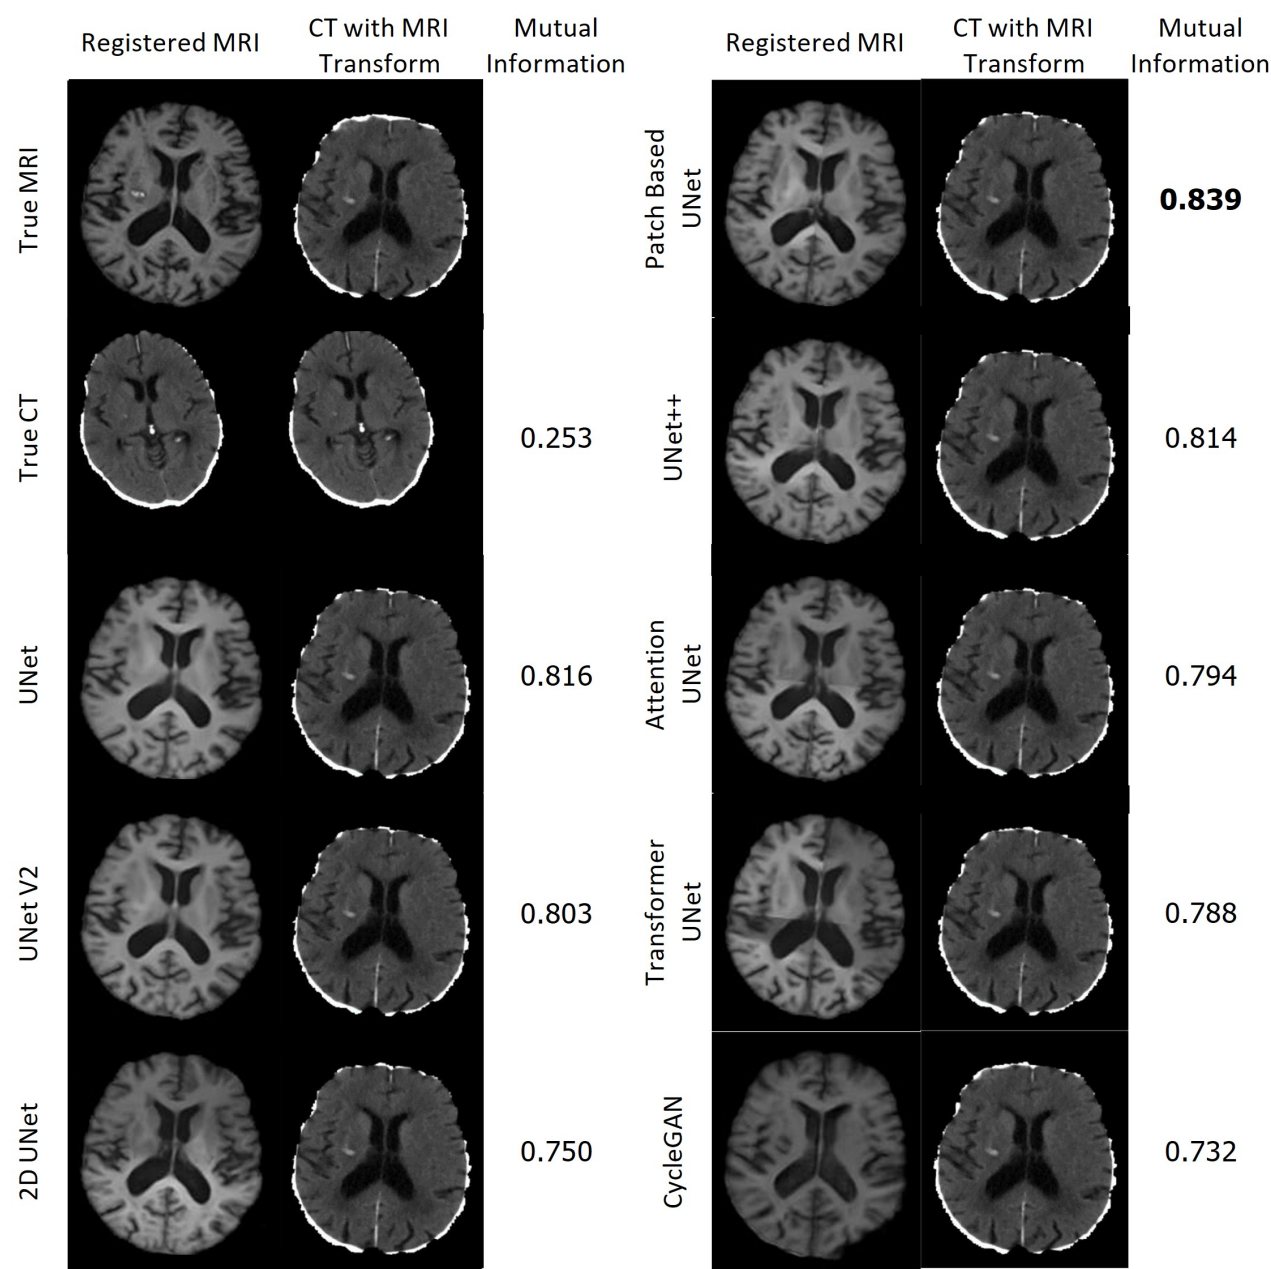 Registered MRI
CT with MRI
Transform
Mutual
Information
True MRI
True CT
0.253
UNet
0.816
UNet V2
0.803
2D UNet
0.750
Registered MRI
CT with MRI
Transform
Mutual
Information
Patch Based
UNet
0.839
UNet++
0.814
Attention
UNet
0.794
Transformer
UNet
0.788
CycleGAN
0.732